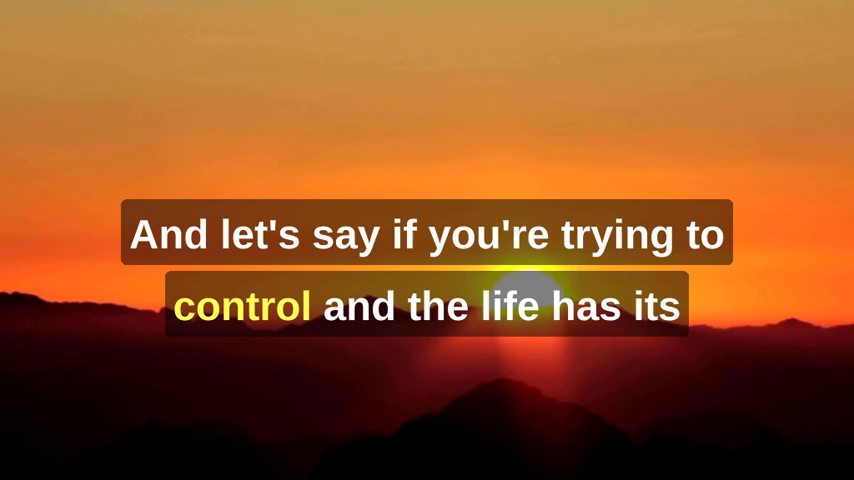 And let's say if you're trying to
control and the life has its